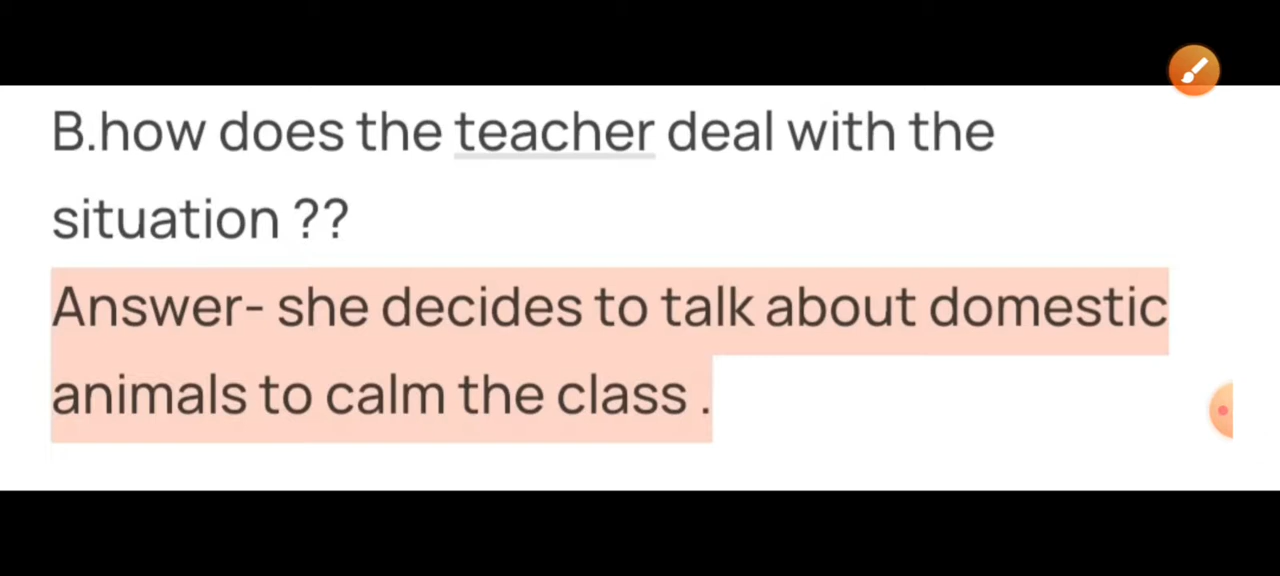 B.how does the teacher deal with the
situation ??
Answer- she decides to talk about domestic
animals to calm the class .